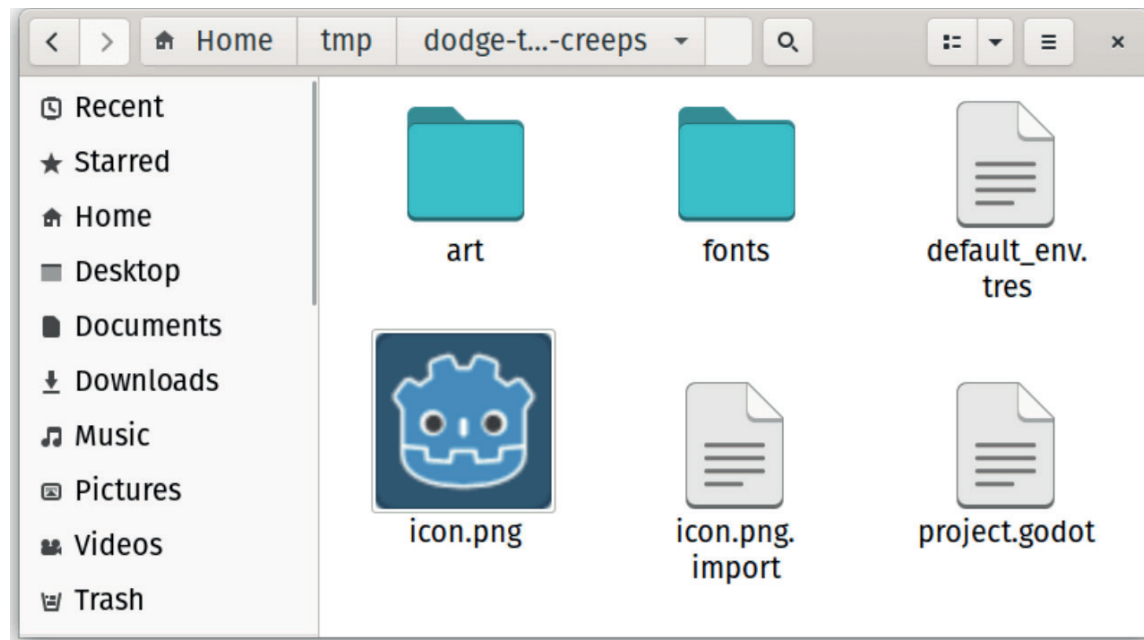 Home tmp dodge-t...-creeps
Recent
Starred
Home
Desktop
Documents
Downloads
Music
Pictures
Videos
Trash
art
fonts
default_env.
tres
icon.png
icon.png.
import
project.godot